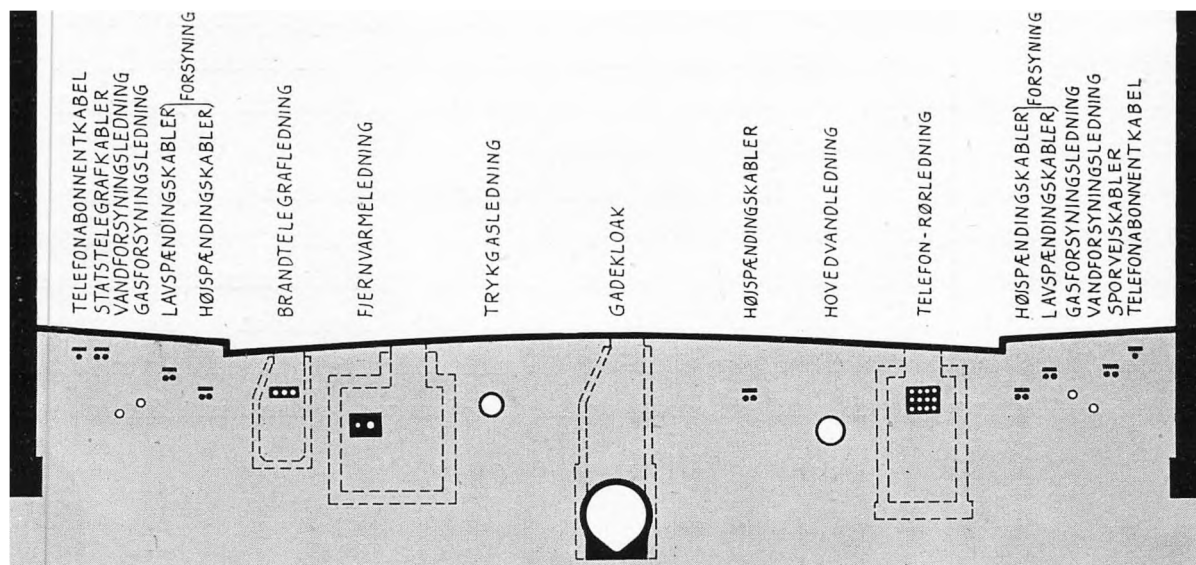 TELEFONABONNENTKABEL
STATSTELEGRAFKABLER
VANDFORSYNINGSLEDNING
GASFORSYNINGSLEDNING
LAVSPÆNDINGSKABLER
HØJSPÆNDINGSKABLER
FORSYNING
BRANDTELEGRAFLEDNING
FJERNVARMELEDNING
TRYKGASLEDNING
GADEKLOAK
HØJSPÆNDINGSKABLER
HOVEDVANDLEDNING
TELEFON-RØRLEDNING
HØJSPÆNDINGSKABLER
LAVSPÆNDINGSKABLER
FORSYNING
GASFORSYNINGSLEDNING
VANDFORSYNINGSLEDNING
SPORVEJSKABLER
TELEFONABONENTKABEL